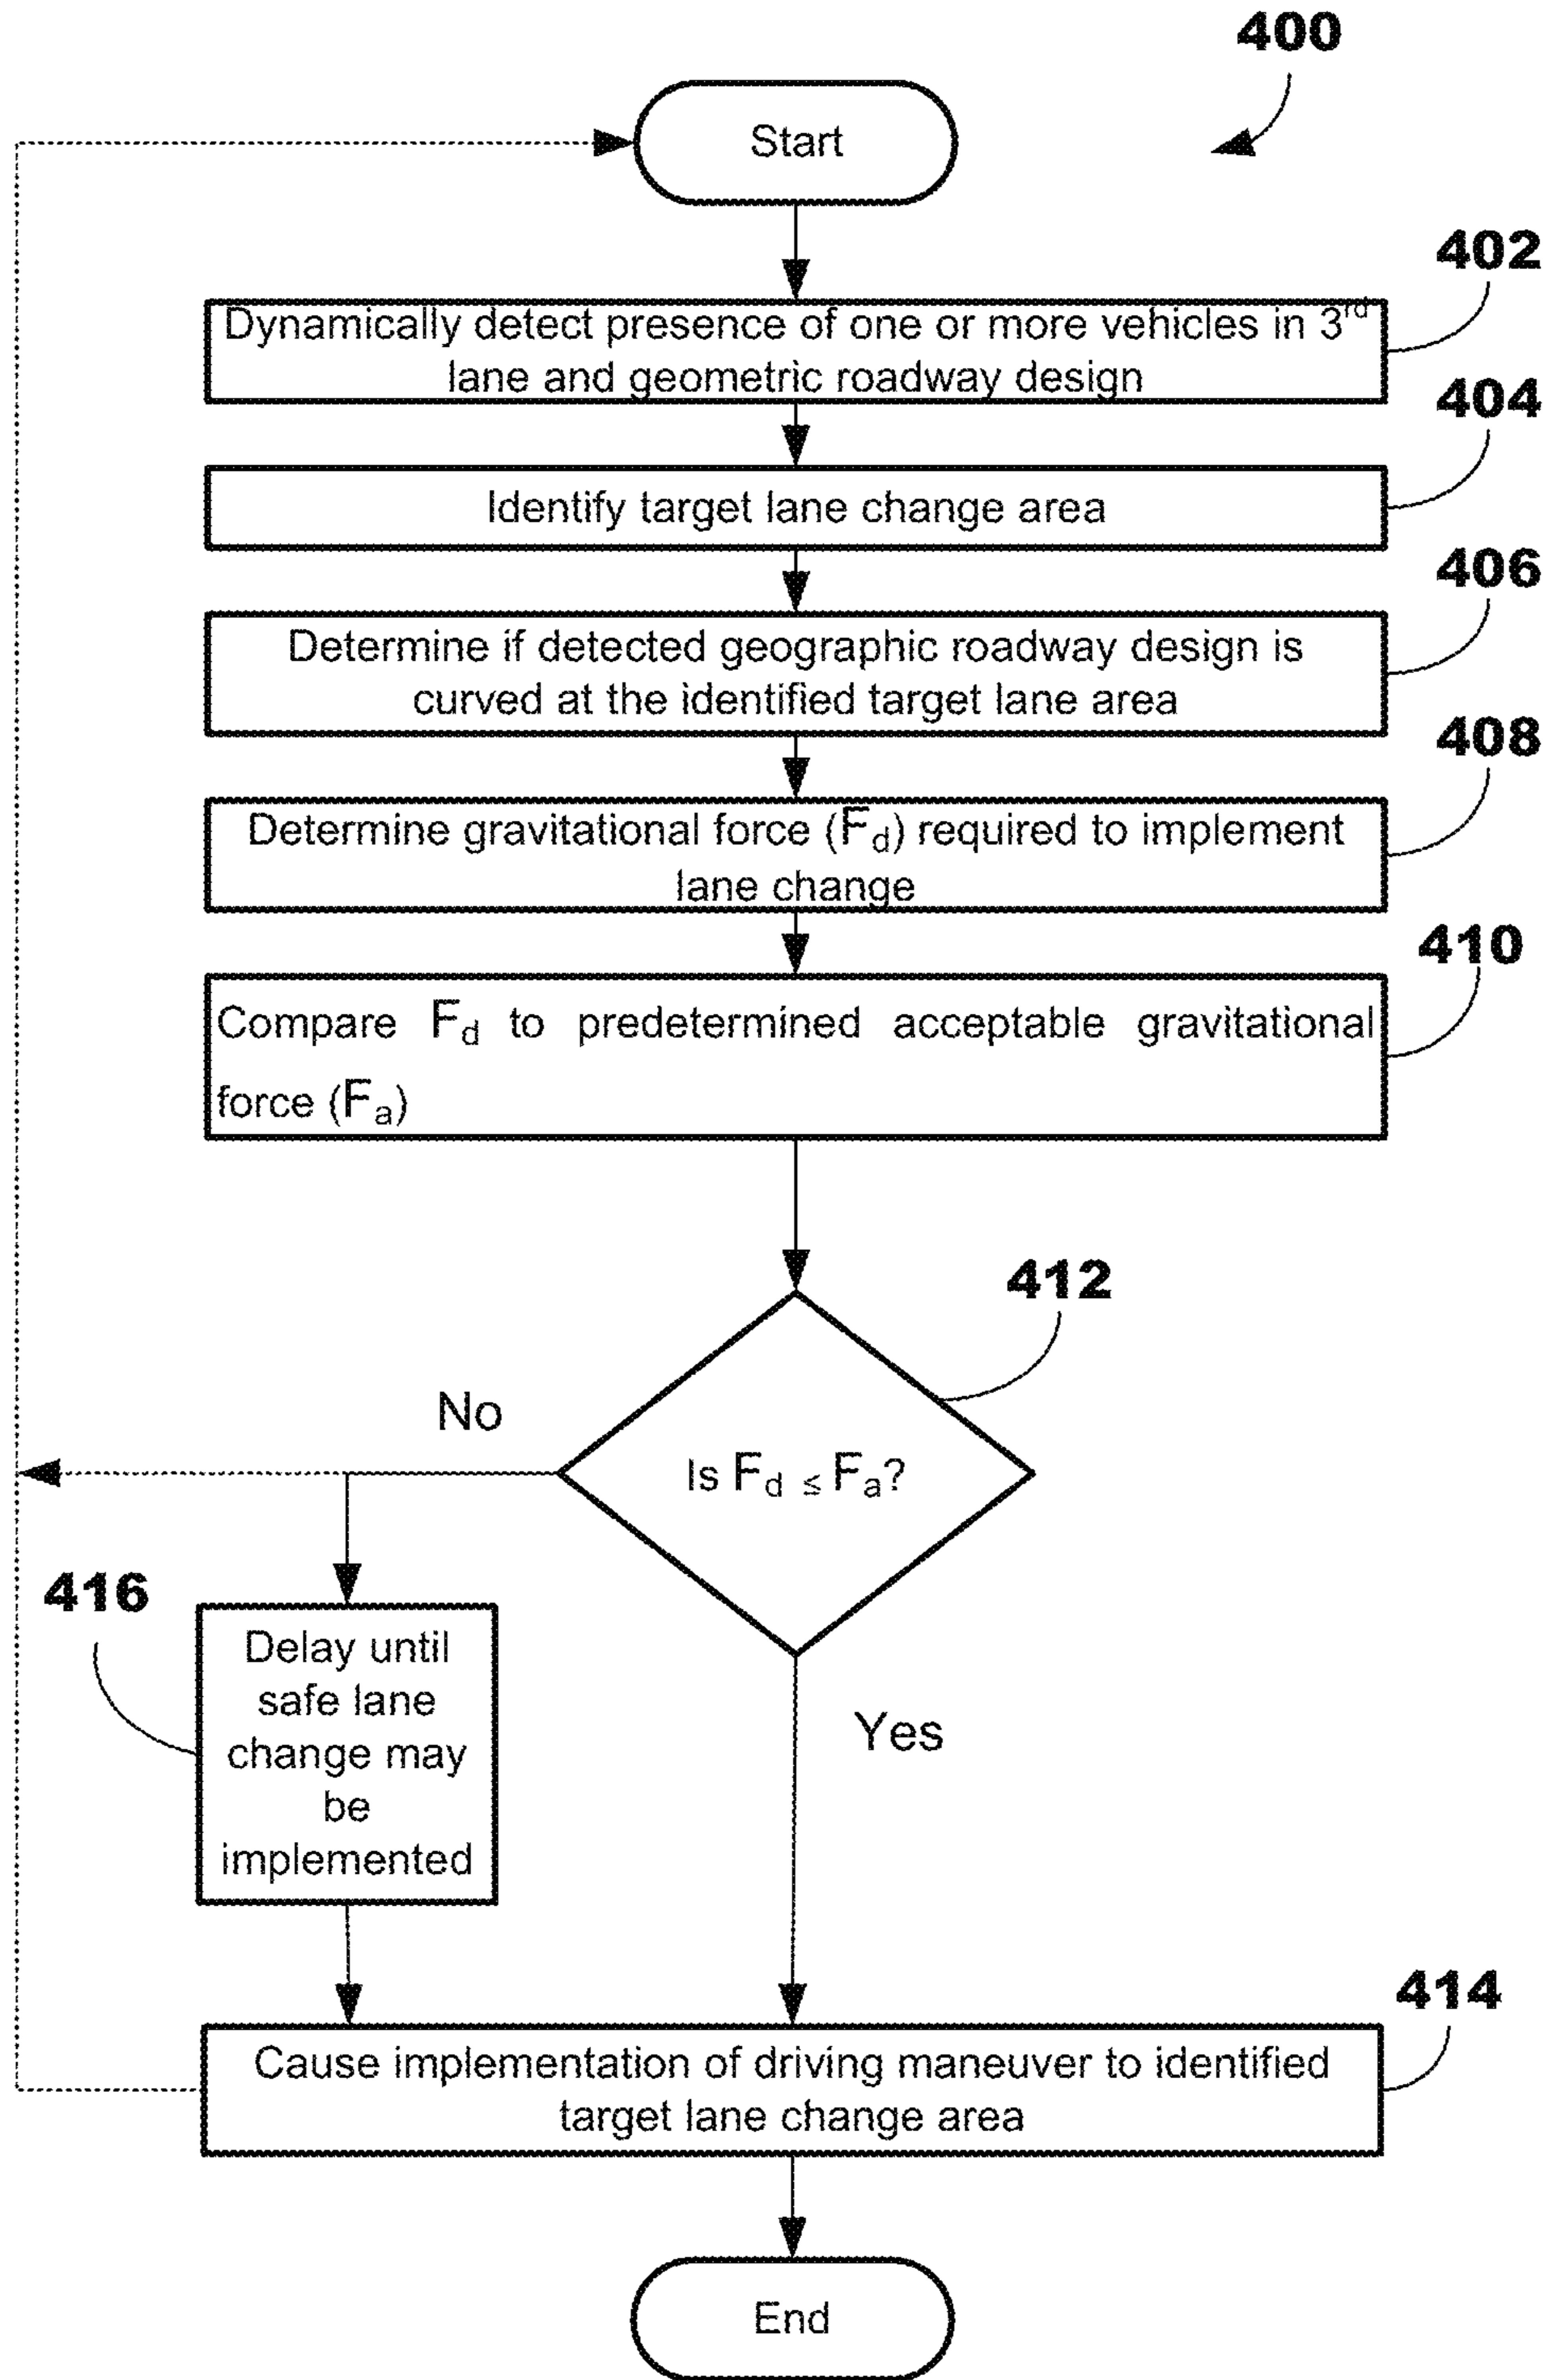 400
Start
402
Dynamically detect presence of one or more vehicles in 3rd
lane and geometric roadway design
404
Identify target lane change area
406
Determine if detected geographic roadway design is
curved at the identified target lane area
408
Determine gravitational force (Fd) required to implement
lane change
410
Compare Fd to predetermined acceptable gravitational
force (Fa)
412
No
Is Fd ≤ Fa?
416
Delay until
safe lane
change may
be
implemented
Yes
414
Cause implementation of driving maneuver to identified
target lane change area
End